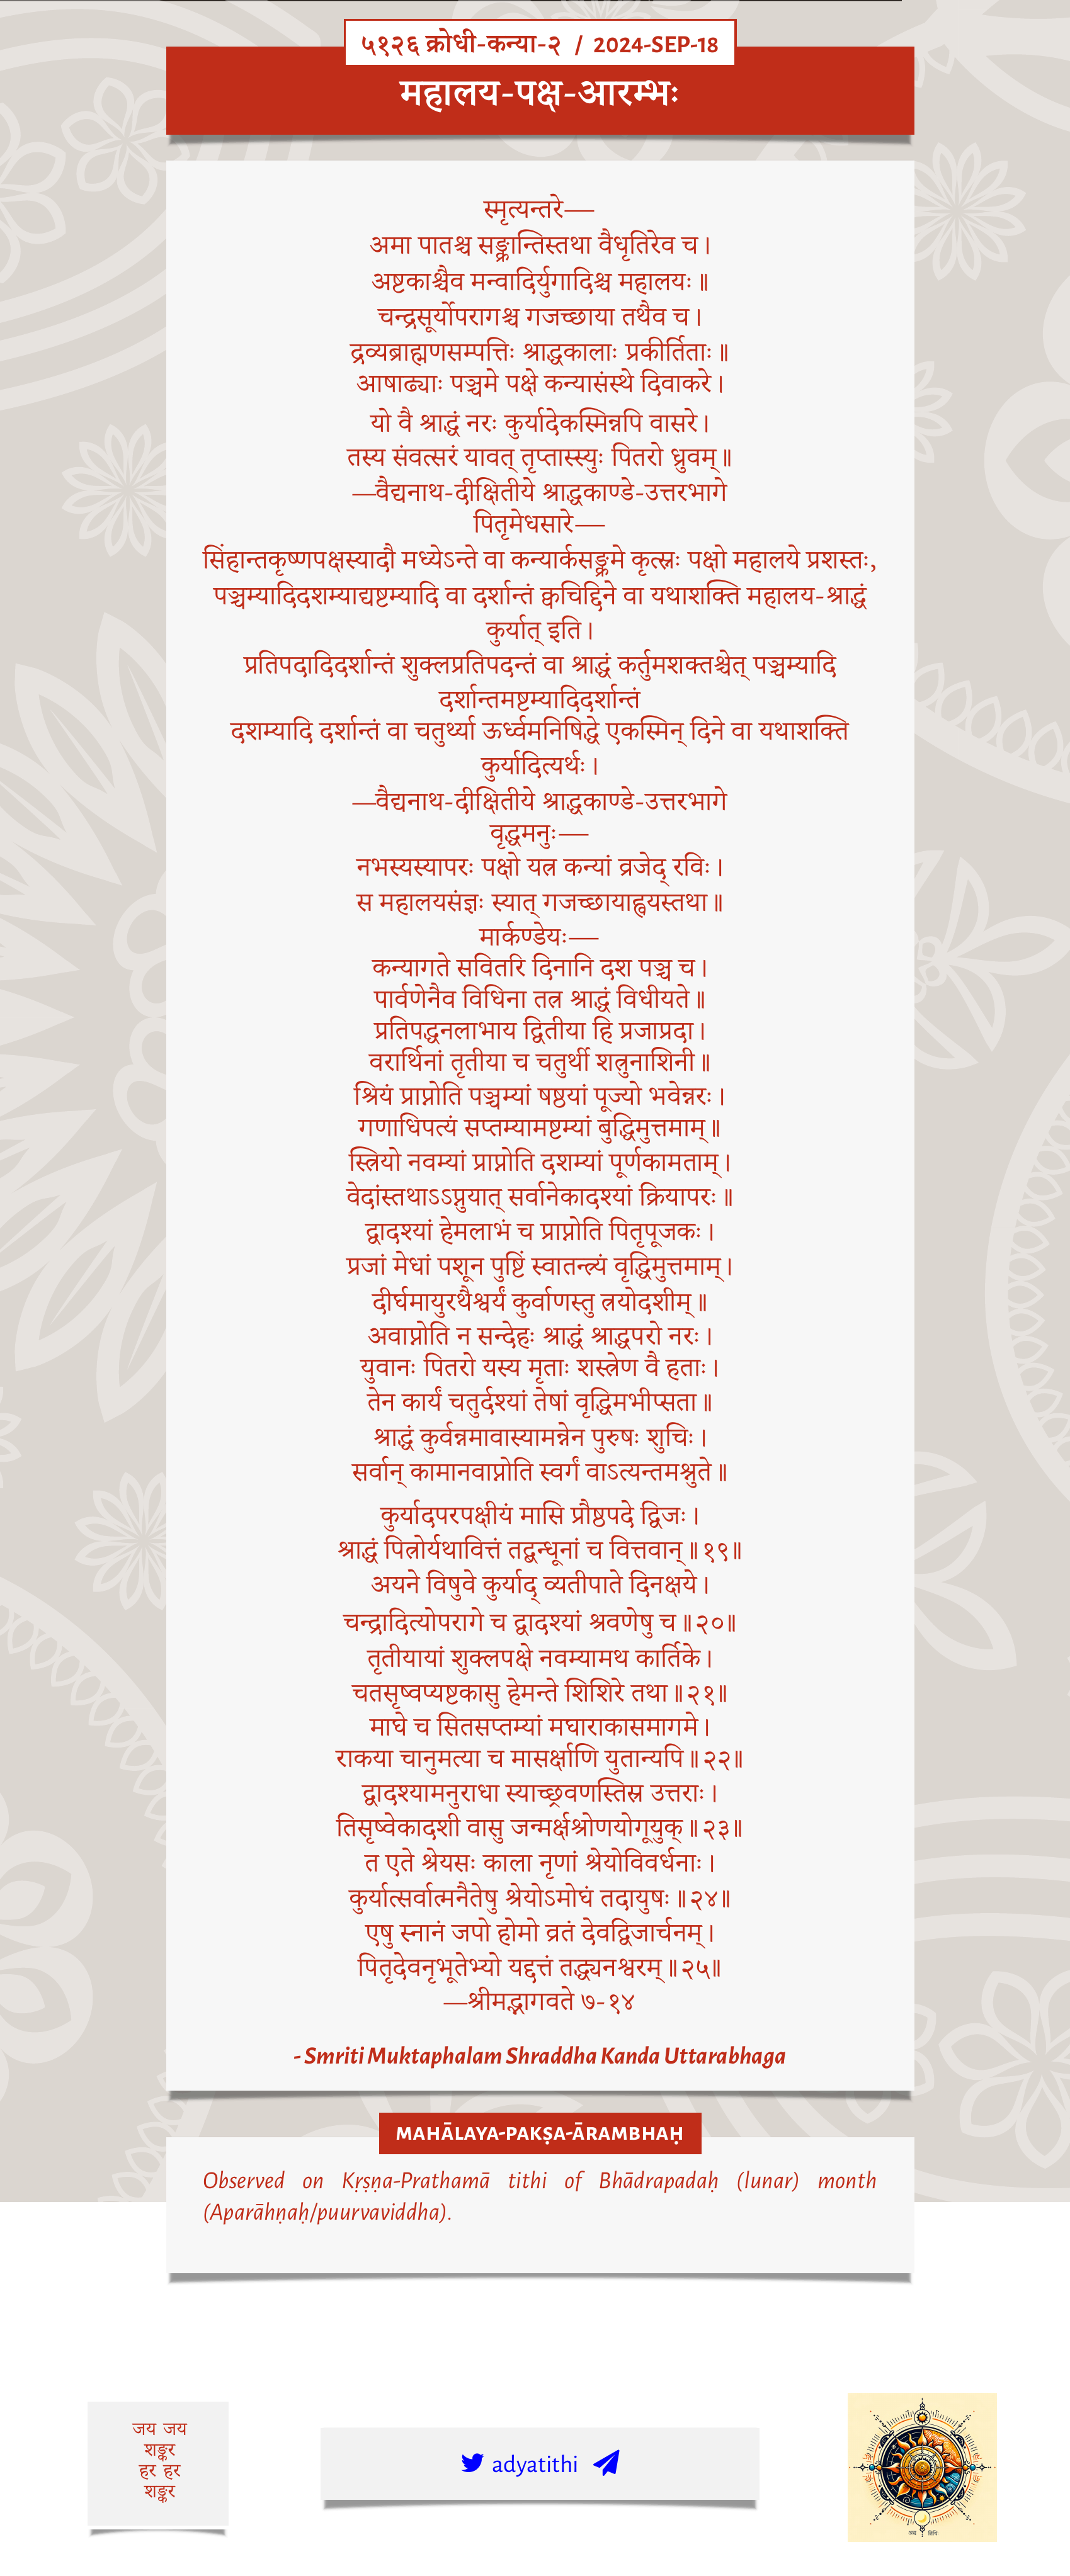 ५१२६ क्रोधी-कन्या-२ / 2024-SEP-18
महालय-पक्ष-आरम्भः
स्मृत्यन्तरे—
अमा पातश्च सङ्क्रान्तिस्तथा वैधृतिरेव च।
अष्टकाश्चैव मन्वादिर्युगादिश्च महालयः॥
चन्द्रसूर्योपरागश्च गजच्छाया तथैव च।
द्रव्यब्राह्मणसम्पत्तिः श्राद्धकालाः प्रकीर्तिताः॥
आषाढ्याः पञ्चमे पक्षे कन्यासंस्थे दिवाकरे।
यो वै श्राद्धं नरः कुर्यादेकस्मिन्नपि वासरे।
तस्य संवत्सरं यावत् तृप्तास्स्युः पितरो ध्रुवम्॥
—वैद्यनाथ-दीक्षितीये श्राद्धकाण्डे-उत्तरभागे
पितृमेधसारे—
सिंहान्तकृष्णपक्षस्यादौ मध्येऽन्ते वा कन्यार्कसङ्क्रमे कृत्स्नः पक्षो महालये प्रशस्तः,
पञ्चम्यादिदशम्याद्यष्टम्यादि वा दर्शान्तं क्वचिद्दिने वा यथाशक्ति महालय-श्राद्धं
कुर्यात् इति।
प्रतिपदादिदर्शान्तं शुक्लप्रतिपदन्तं वा श्राद्धं कर्तुमशक्तश्चेत् पञ्चम्यादि
दर्शान्तमष्टम्यादिदर्शान्तं
दशम्यादि दर्शान्तं वा चतुर्थ्या ऊर्ध्वमनिषिद्धे एकस्मिन् दिने वा यथाशक्ति
कुर्यादित्यर्थः।
—वैद्यनाथ-दीक्षितीये श्राद्धकाण्डे-उत्तरभागे
वृद्धमनुः—
नभस्यस्यापरः पक्षो यत्र कन्यां व्रजेद् रविः।
स महालयसंज्ञः स्यात् गजच्छायाह्वयस्तथा॥
मार्कण्डेयः—
कन्यागते सवितरि दिनानि दश पञ्च च।
पार्वणेनैव विधिना तत्र श्राद्धं विधीयते॥
प्रतिपद्धनलाभाय द्वितीया हि प्रजाप्रदा।
वरार्थिनां तृतीया च चतुर्थी शत्रुनाशिनी॥
श्रियं प्राप्नोति पञ्चम्यां षष्ठयां पूज्यो भवेन्नरः।
गणाधिपत्यं सप्तम्यामष्टम्यां बुद्धिमुत्तमाम्॥
स्त्रियो नवम्यां प्राप्नोति दशम्यां पूर्णकामताम्।
वेदांस्तथाऽऽप्नुयात् सर्वानेकादश्यां क्रियापरः॥
द्वादश्यां हेमलाभं च प्राप्नोति पितृपूजकः।
प्रजां मेधां पशून पुष्टिं स्वातन्त्र्यं वृद्धिमुत्तमाम्।
दीर्घमायुरथैश्वर्यं कुर्वाणस्तु त्रयोदशीम्॥
अवाप्नोति न सन्देहः श्राद्धं श्राद्धपरो नरः।
युवानः पितरो यस्य मृताः शस्त्रेण वै हताः।
तेन कार्यं चतुर्दश्यां तेषां वृद्धिमभीप्सता॥
श्राद्धं कुर्वन्नमावास्यामन्नेन पुरुषः शुचिः।
सर्वान् कामानवाप्नोति स्वर्गं वाऽत्यन्तमश्नुते॥
कुर्यादपरपक्षीयं मासि प्रौष्ठपदे द्विजः।
श्राद्धं पित्रोर्यथावित्तं तद्बन्धूनां च वित्तवान्॥१९॥
अयने विषुवे कुर्याद् व्यतीपाते दिनक्षये।
चन्द्रादित्योपरागे च द्वादश्यां श्रवणेषु च॥२०॥
तृतीयायां शुक्लपक्षे नवम्यामथ कार्तिके।
चतसृष्वप्यष्टकासु हेमन्ते शिशिरे तथा॥२१॥
माघे च सितसप्तम्यां मघाराकासमागमे।
राकया चानुमत्या च मासर्क्षाणि युतान्यपि॥२२॥
द्वादश्यामनुराधा स्याच्छ्रवणस्तिस्र उत्तराः।
तिसृष्वेकादशी वासु जन्मर्क्षश्रोणयोगूयुक्॥२३॥
त एते श्रेयसः काला नृणां श्रेयोविवर्धनाः।
कुर्यात्सर्वात्मनैतेषु श्रेयोऽमोघं तदायुषः॥२४॥
एषु स्नानं जपो होमो व्रतं देवद्विजार्चनम्।
पितृदेवनृभूतेभ्यो यद्दत्तं तद्ध्यनश्वरम्॥२५॥
—श्रीमद्भागवते ७-१४
- Smriti Muktaphalam Shraddha Kanda Uttarabhaga
MAHĀLAYA-PAKṢA-ĀRAMBHAḤ
Observed on Kṛṣṇa-Prathamā tithi of Bhādrapadaḥ (lunar) month
(Aparāhṇaḥ/puurvaviddha).
जय जय
शङ्कर
हर हर
शङ्कर
adyatithi